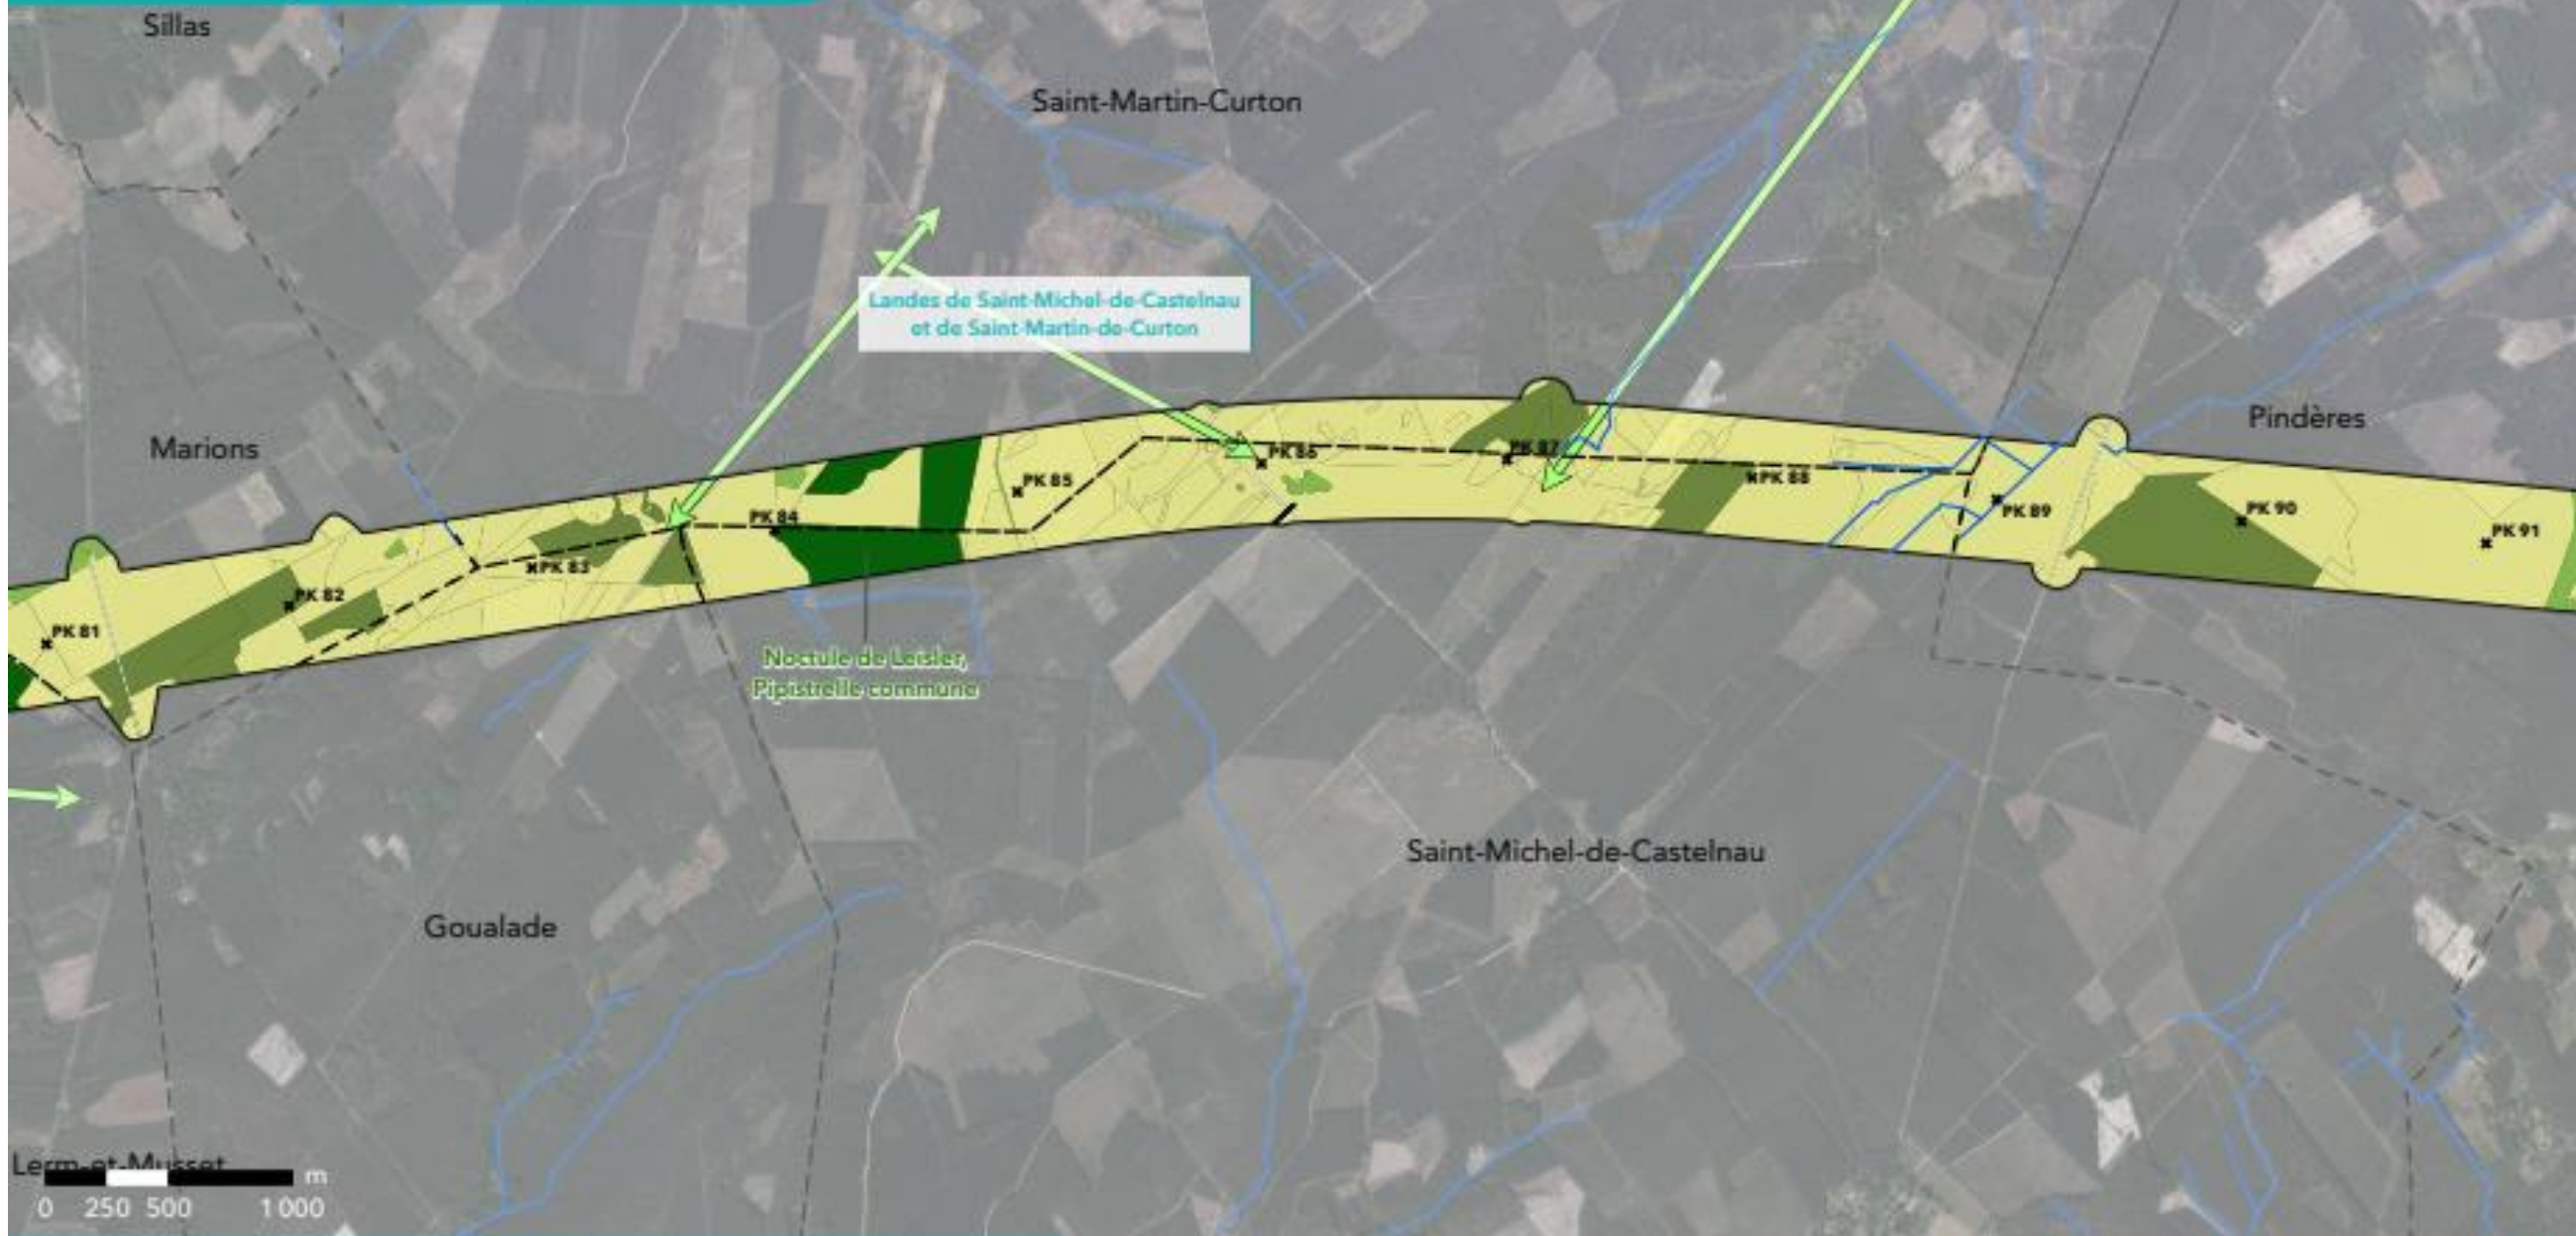 Sillas
Saint-Martin-Curton
Landes de Saint-Michel-de-Castelnau
et de Saint-Martin-de-Curton
Pindères
Marions
PK 87
PK 86
PK 88
PK 85
PK 89
PK 90
PK 91
PK 84
PK 83
PK 82
PK 81
Noctule de Leisler,
Pipistrelle commune
Saint-Michel-de-Castelnau
Goualade
Lerm-et-Musset
m
0 250 500 1 000